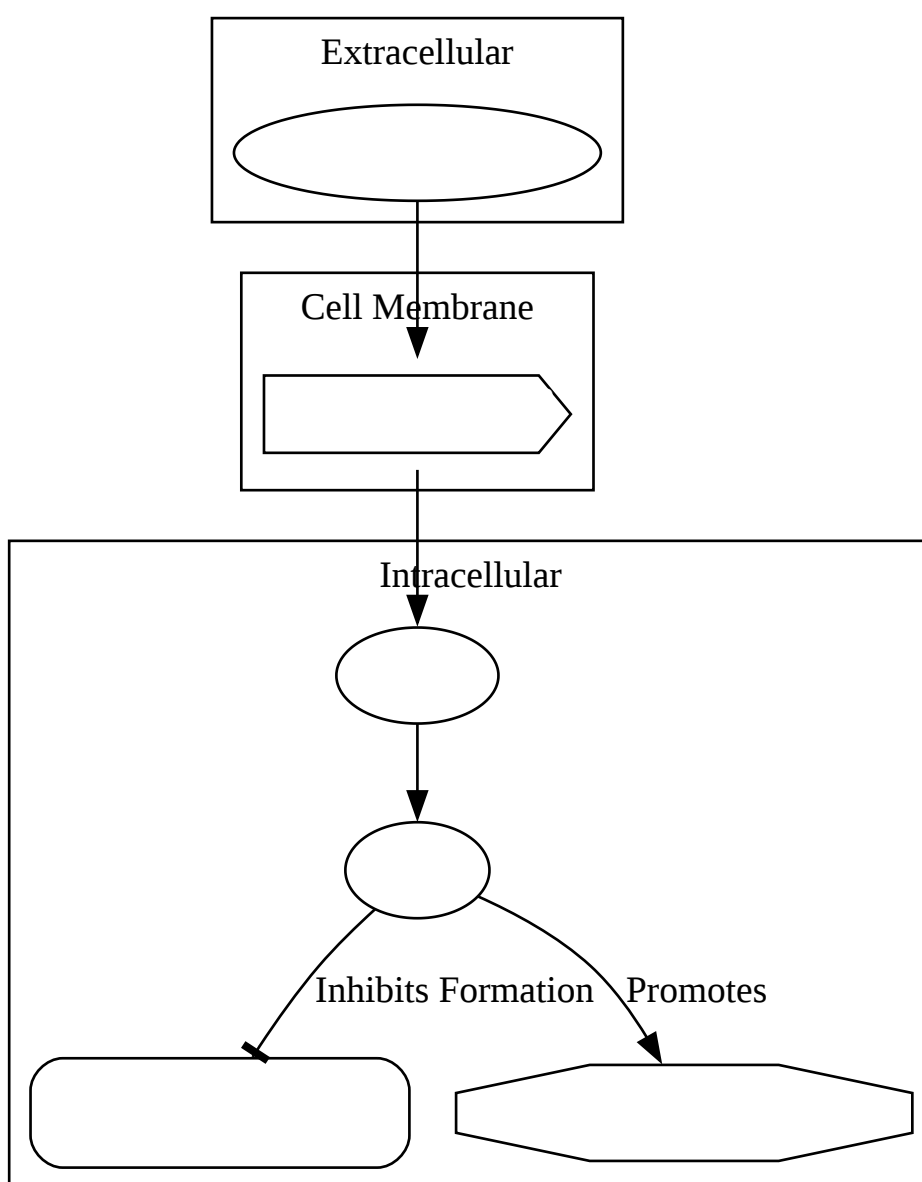 Extracellular
Cell Membrane
Intracellular
Inhibits Formation
Promotes